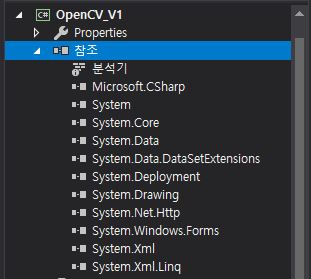 C# OpenCV_V1
Properties
참조
분석기
Microsoft.CSharp
System
System.Core
System.Data
System.Data.DataSetExtensions
System.Deployment
System.Drawing
System.Net.Http
System.Windows.Forms
System.Xml
System.Xml.Linq